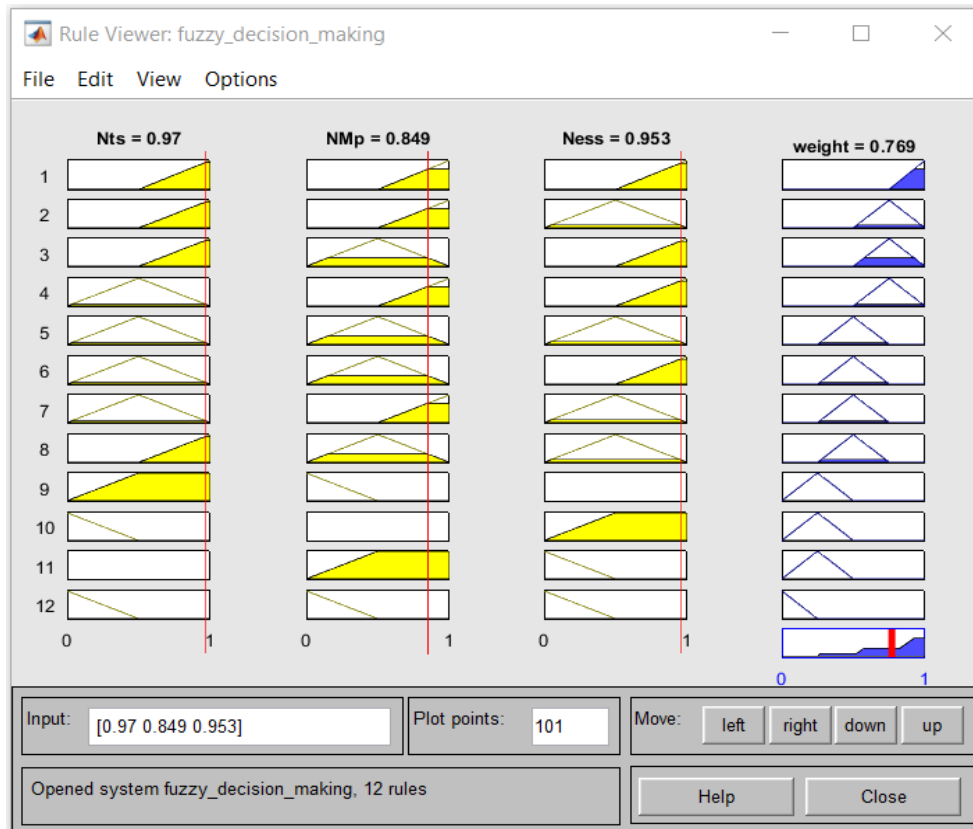 Rule Viewer: fuzzy_decision_making
File Edit View Options
Nts = 0.97 NMp = 0.849 Ness = 0.953 weight = 0.769
1
2
3
4
5
6
7
8
9
10
11
12
0 1 0 1 0 1
0 1
Input: [0.97 0.849 0.953] Plot points: 101 Move: left right down up
Opened system fuzzy_decision_making, 12 rules
Help Close